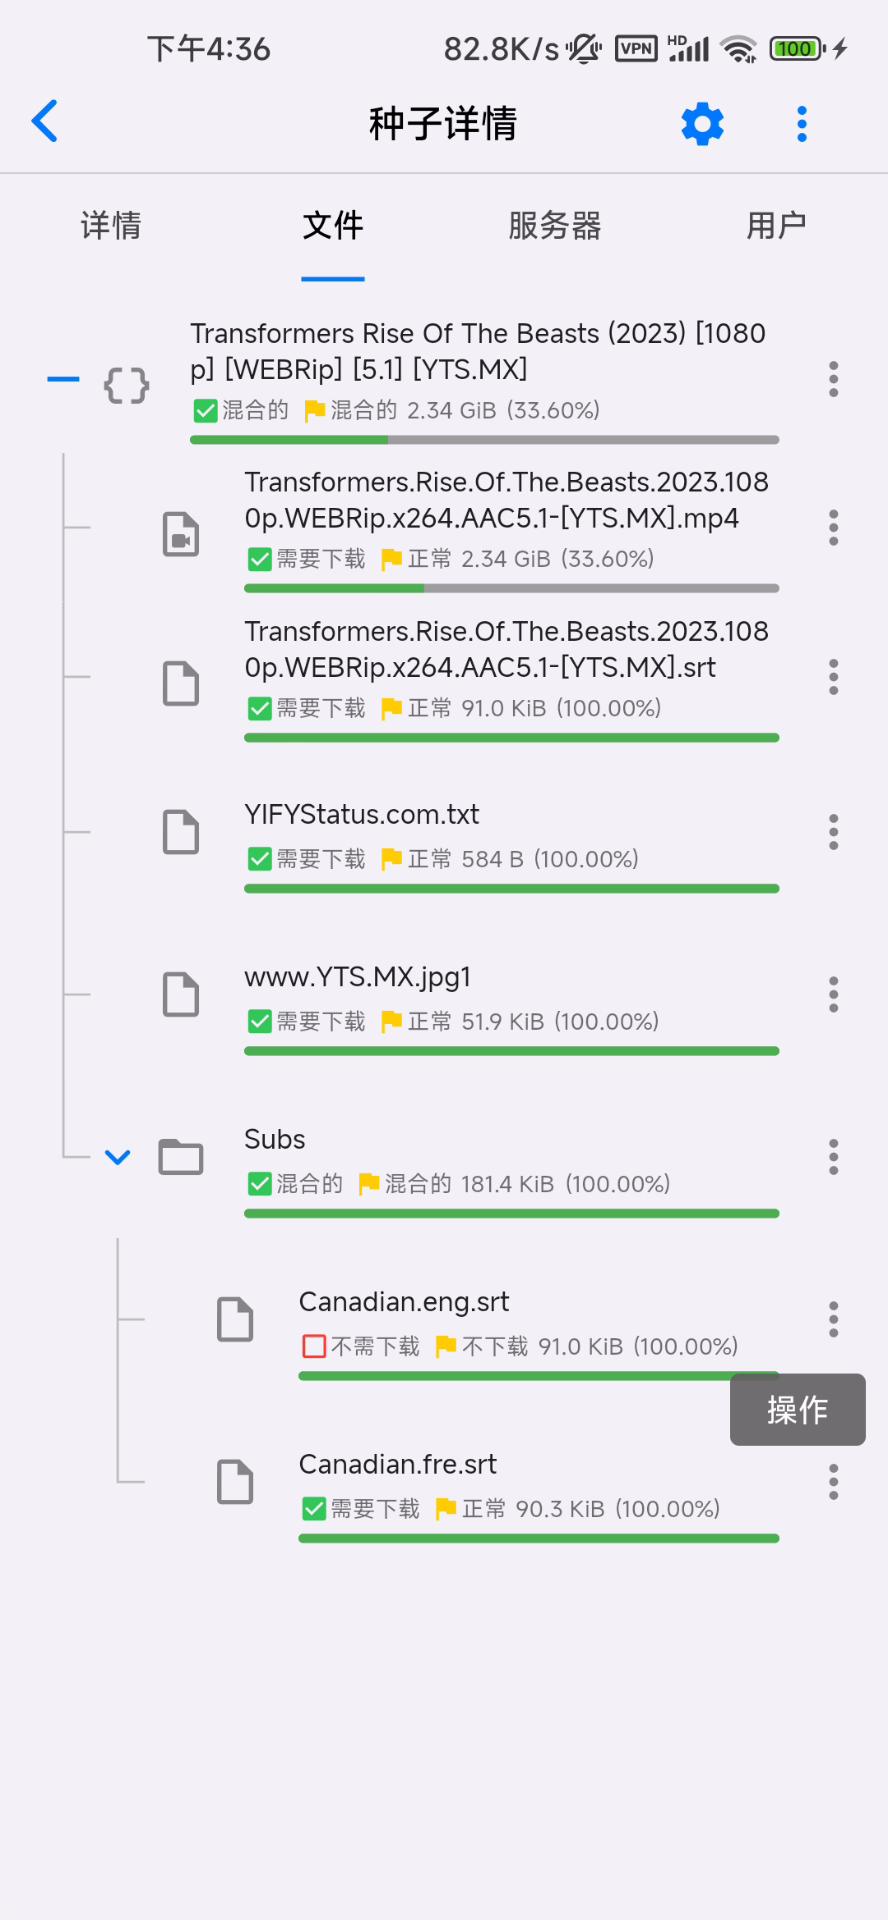 下午4:36
82.8K/s
VPN
HD
100
种子详情
详情
文件
服务器
用户
Transformers Rise Of The Beasts (2023) [1080
p] [WEBRip] [5.1] [YTS.MX]
混合的 混合的 2.34 GiB (33.60%)
Transformers.Rise.Of.The.Beasts.2023.108
0p.WEBRip.x264.AAC5.1-[YTS.MX].mp4
需要下载 正常 2.34 GiB (33.60%)
Transformers.Rise.Of.The.Beasts.2023.108
0p.WEBRip.x264.AAC5.1-[YTS.MX].srt
需要下载 正常 91.0 KiB (100.00%)
YIFYStatus.com.txt
需要下载 正常 584 B (100.00%)
www.YTS.MX.jpg1
需要下载 正常 51.9 KiB (100.00%)
Subs
混合的 混合的 181.4 KiB (100.00%)
Canadian.eng.srt
不需下载 不下载 91.0 KiB (100.00%)
操作
Canadian.fre.srt
需要下载 正常 90.3 KiB (100.00%)